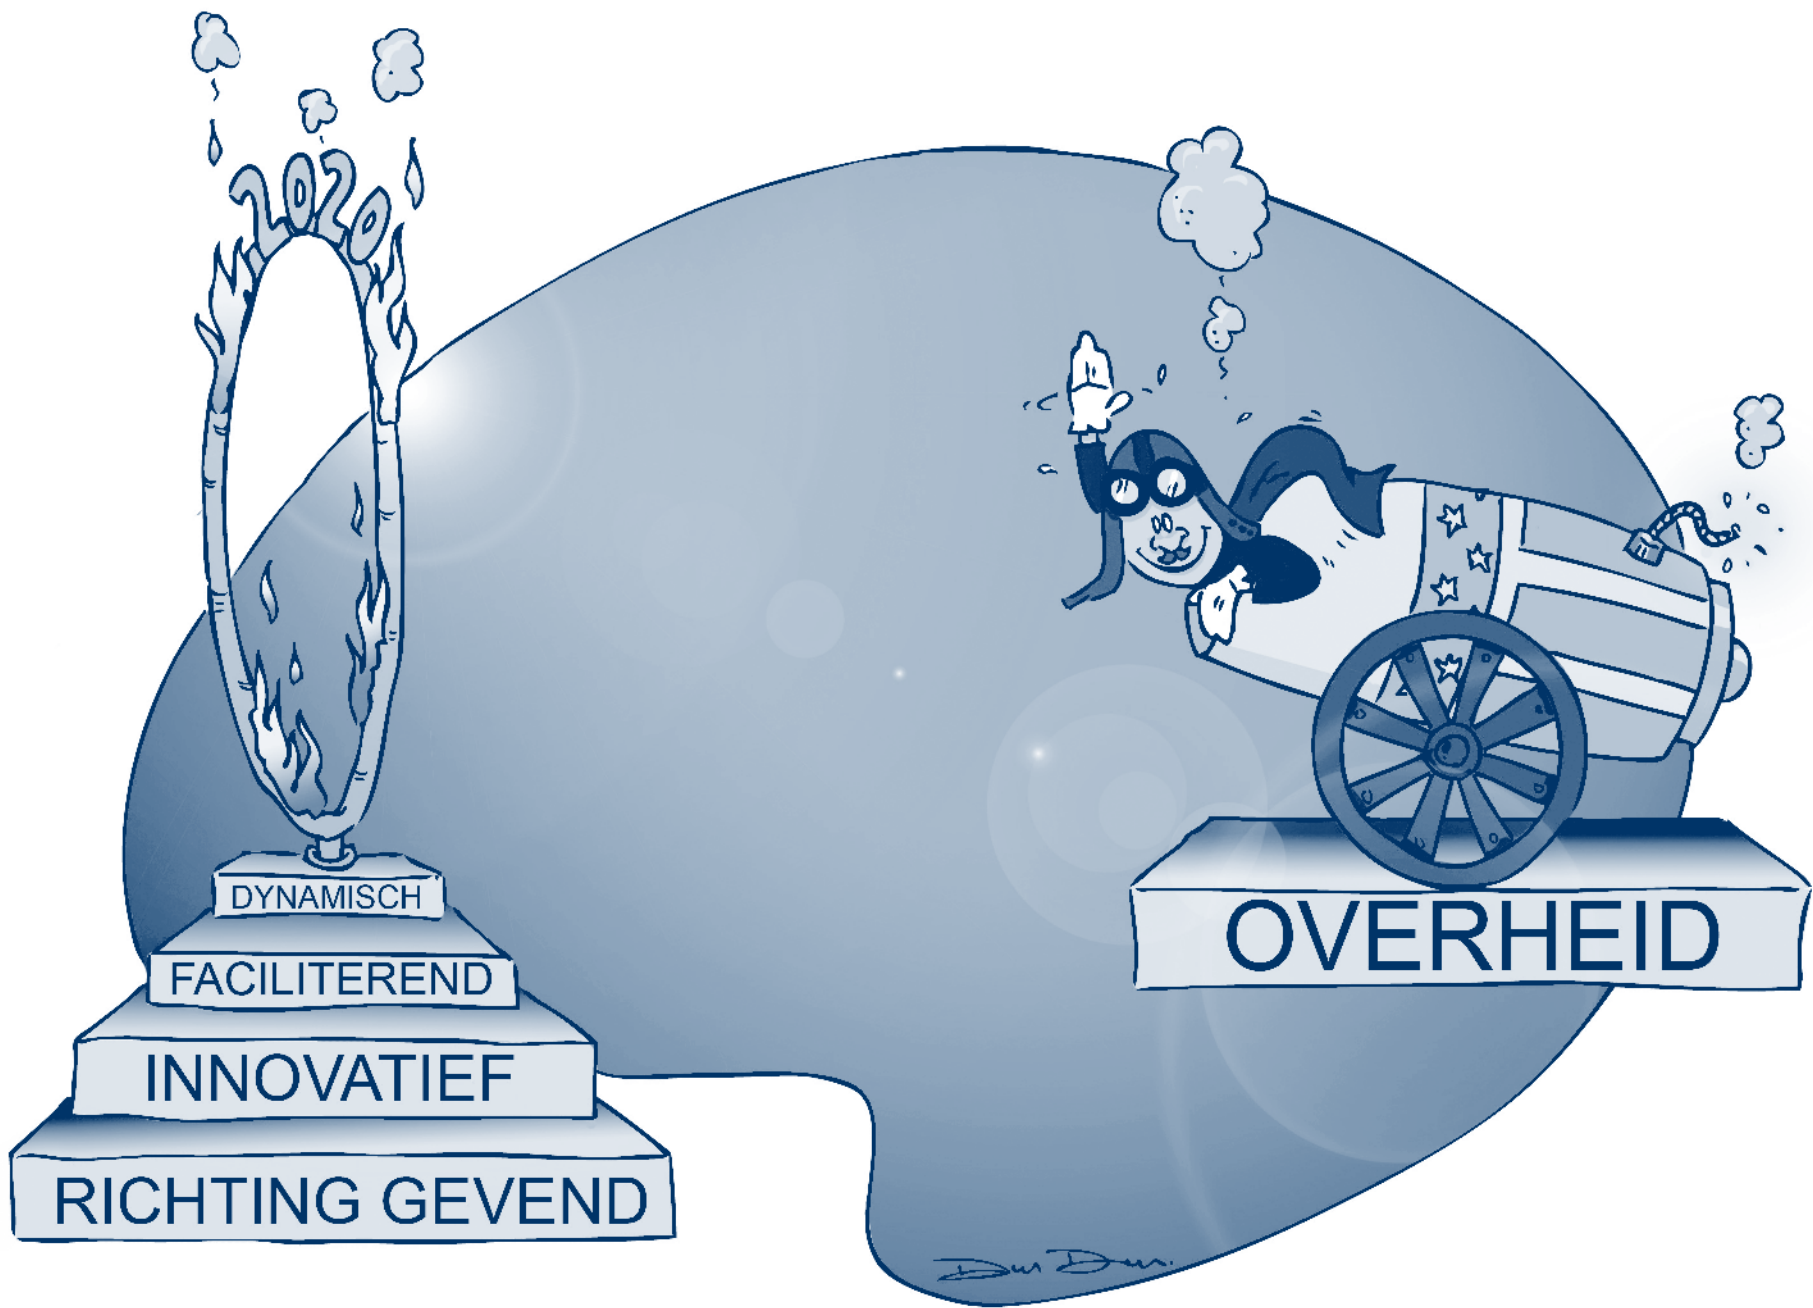 2020
DYNAMISCH
FACILITEREND
INNOVATIEF
RICHTING GEVEND
OVERHEID